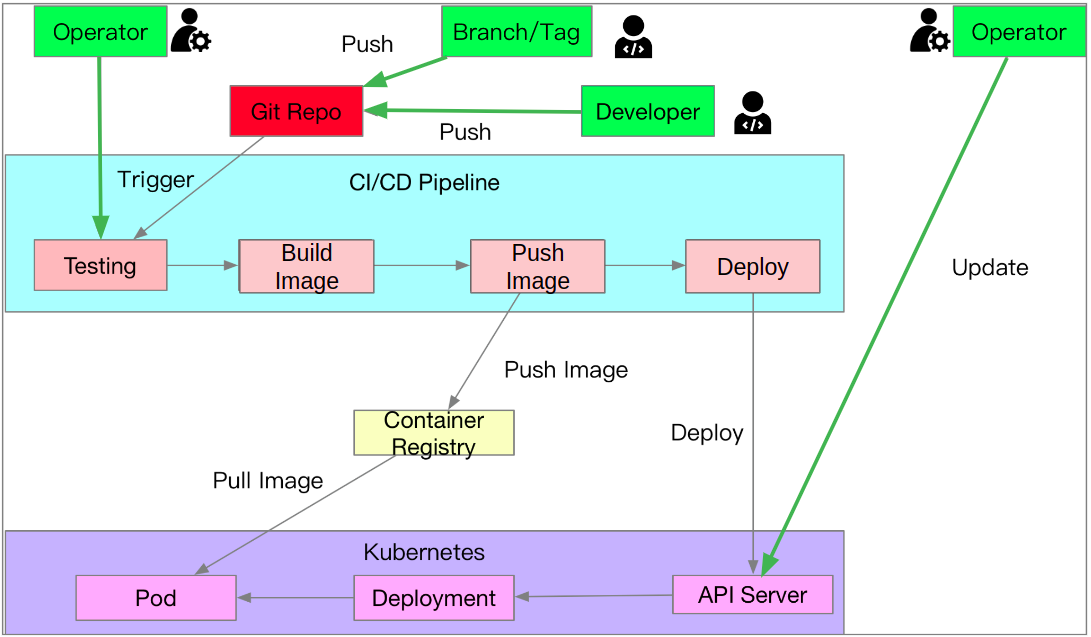 Operator
Branch/Tag
Operator
Push
Git Repo
Developer
Push
CI/CD Pipeline
Trigger
Testing
Build
Image
Push
Image
Deploy
Update
Push Image
Container
Registry
Deploy
Pull Image
Kubernetes
Pod
Deployment
API Server